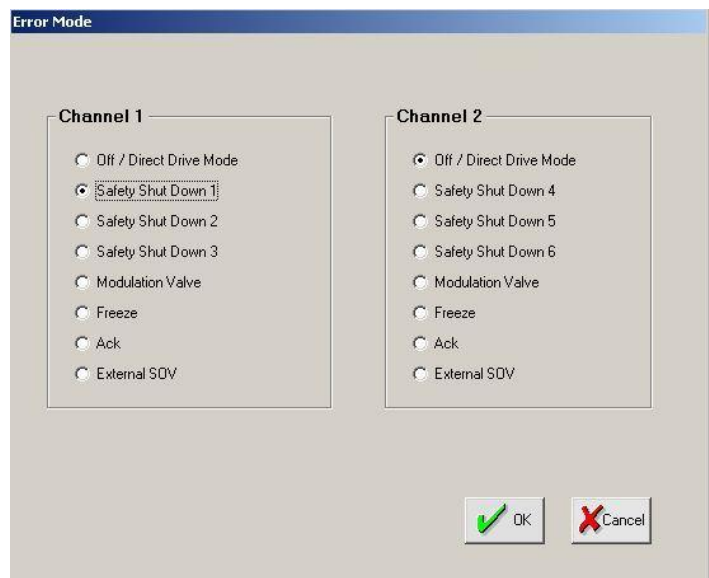 Error Mode
Channel 1
Off / Direct Drive Mode
Safety Shut Down 1
Safety Shut Down 2
Safety Shut Down 3
Modulation Valve
Freeze
Ack
External SOV
Channel 2
Off / Direct Drive Mode
Safety Shut Down 4
Safety Shut Down 5
Safety Shut Down 6
Modulation Valve
Freeze
Ack
External SOV
OK
Cancel